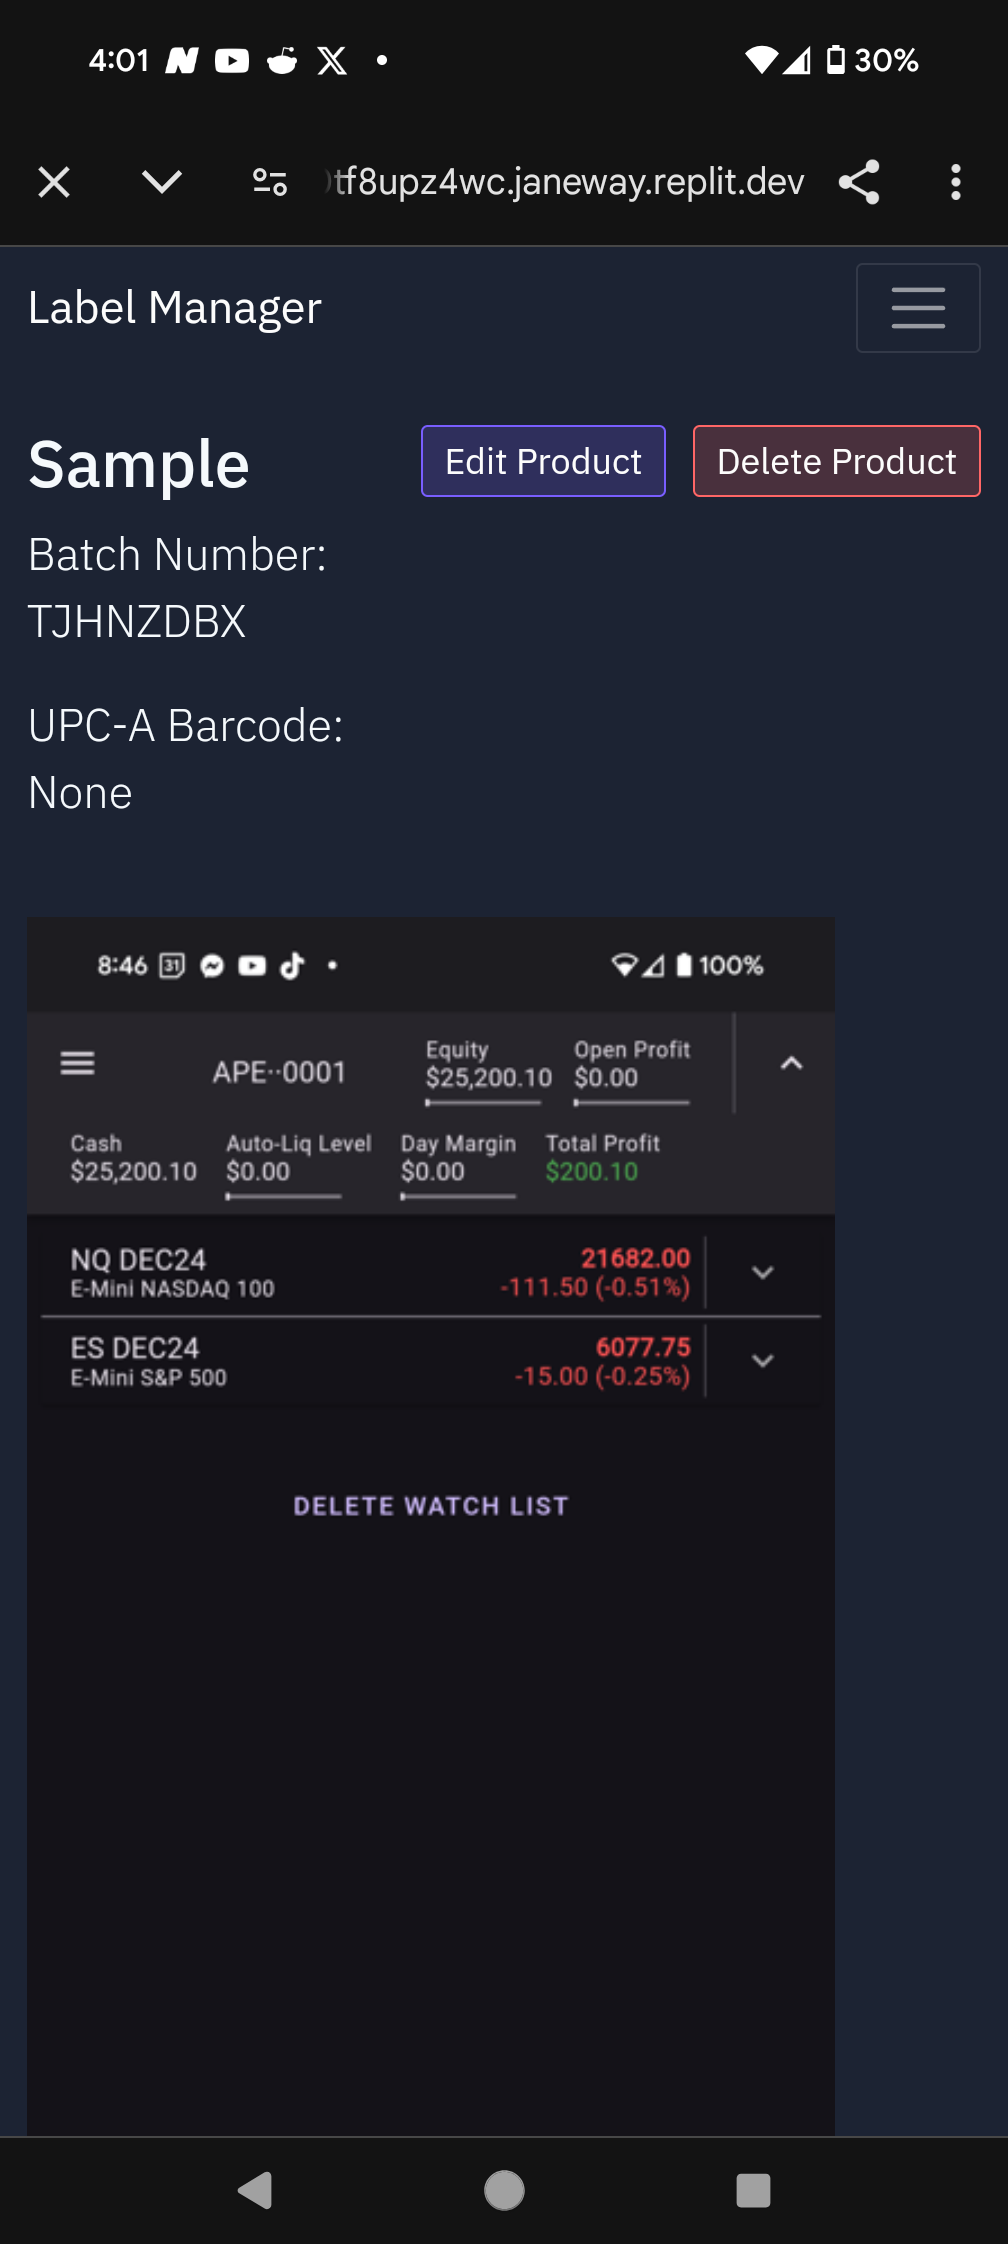 4:01 30%
tf8upz4wc.janeway.replit.dev
Label Manager
Sample Edit Product Delete Product
Batch Number:
TJHNZDBX
UPC-A Barcode:
None
8:46 31 100%
APE··0001
Equity Open Profit
$25,200.10 $0.00
Cash Auto-Liq Level Day Margin Total Profit
$25,200.10 $0.00 $0.00 $200.10
NQ DEC24 21682.00
E-Mini NASDAQ 100 -111.50 (-0.51%)
ES DEC24 6077.75
E-Mini S&P 500 -15.00 (-0.25%)
DELETE WATCH LIST